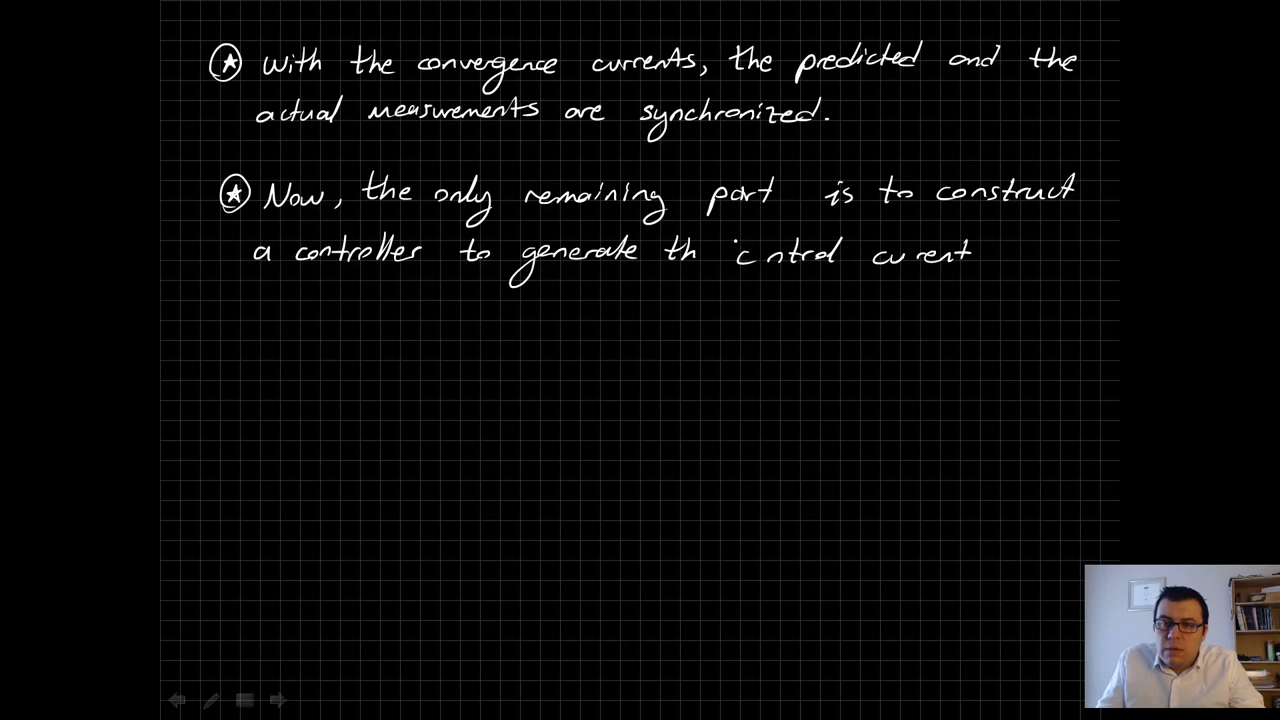 With the convergence currents, the predicted and the
actual measurements are synchronized.
Now, the only remaining part is to construct
a controller to generate th cntrol curent